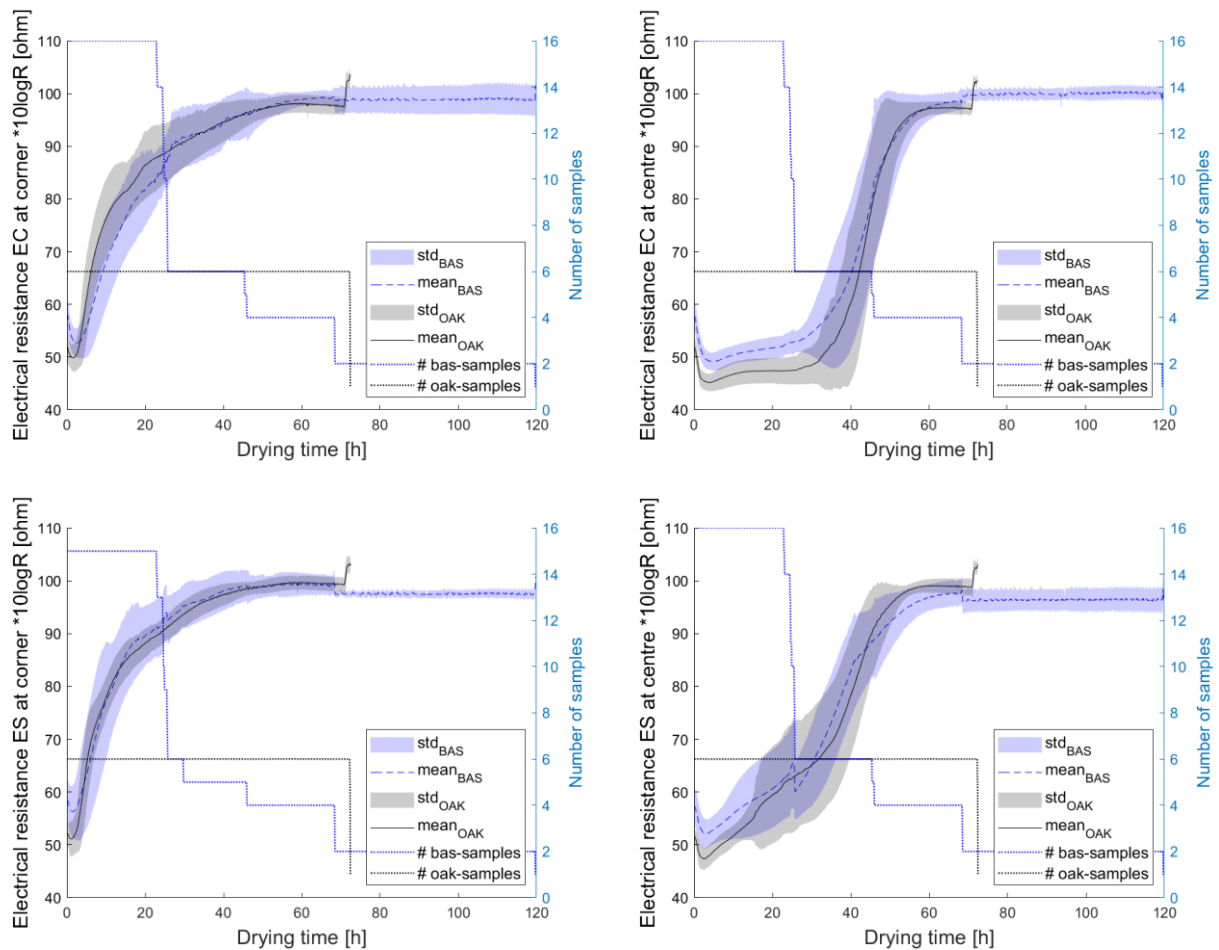 110
100
90
80
70
60
50
40
Electrical resistance EC at corner *10logR [ohm]
0
20
40
60
80
100
120
Drying time [h]
16
14
12
10
8
6
4
2
0
Number of samples
std_BAS
mean_BAS
std_OAK
mean_OAK
# bas-samples
# oak-samples
110
100
90
80
70
60
50
40
Electrical resistance EC at centre *10logR [ohm]
0
20
40
60
80
100
120
Drying time [h]
16
14
12
10
8
6
4
2
0
Number of samples
std_BAS
mean_BAS
std_OAK
mean_OAK
# bas-samples
# oak-samples
110
100
90
80
70
60
50
40
Electrical resistance ES at corner *10logR [ohm]
0
20
40
60
80
100
120
Drying time [h]
16
14
12
10
8
6
4
2
0
Number of samples
std_BAS
mean_BAS
std_OAK
mean_OAK
# bas-samples
# oak-samples
110
100
90
80
70
60
50
40
Electrical resistance ES at centre *10logR [ohm]
0
20
40
60
80
100
120
Drying time [h]
16
14
12
10
8
6
4
2
0
Number of samples
std_BAS
mean_BAS
std_OAK
mean_OAK
# bas-samples
# oak-samples